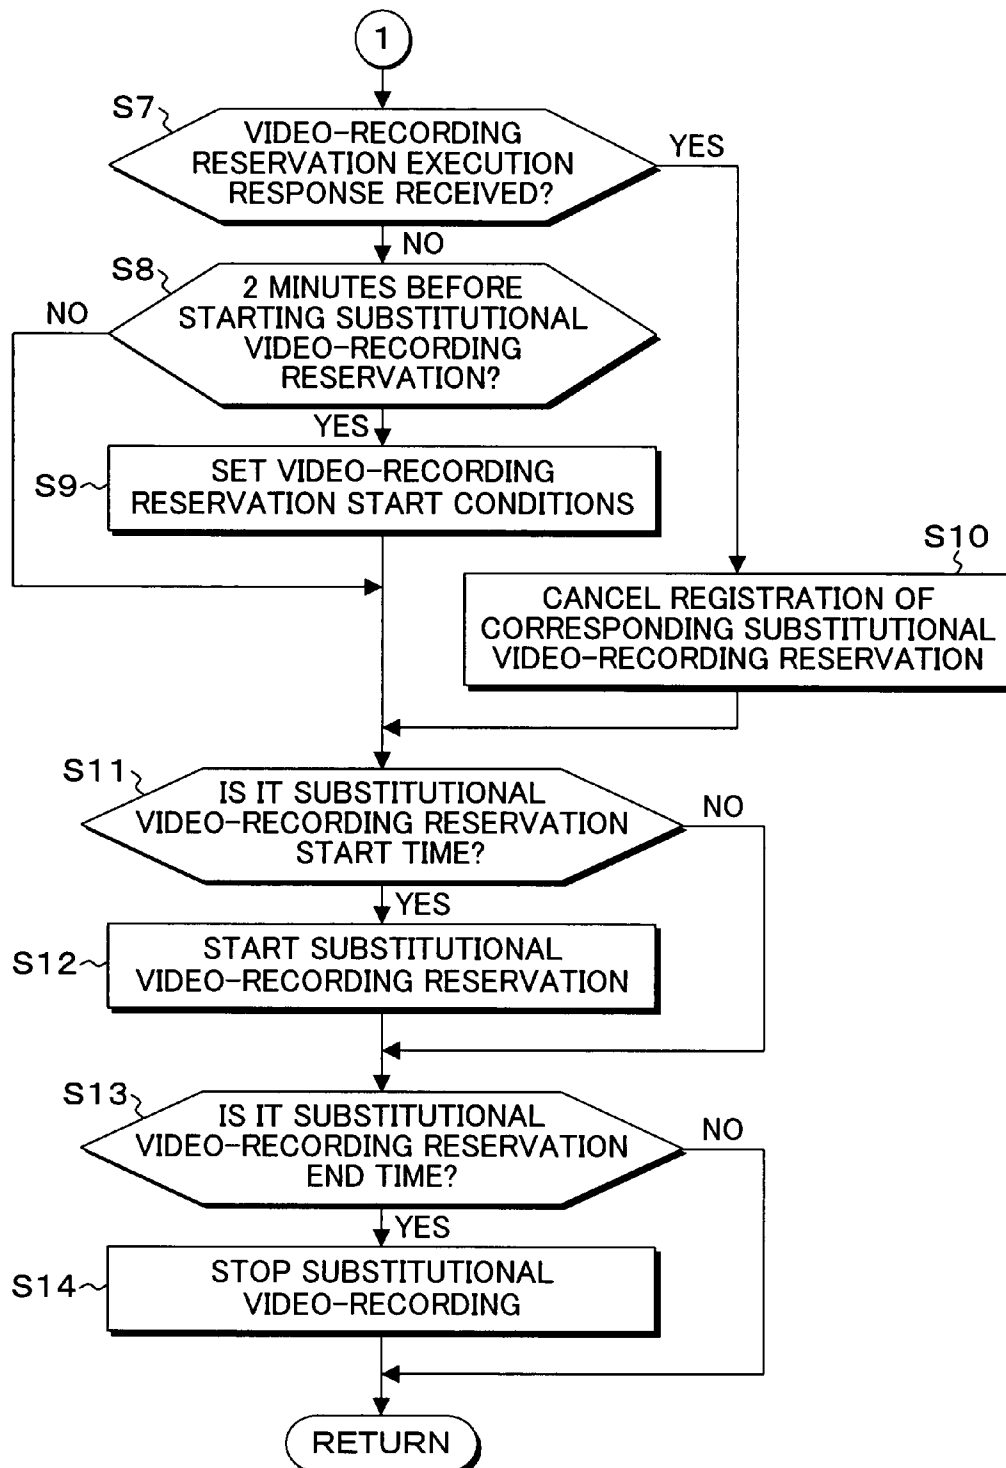 1
S7
VIDEO-RECORDING
RESERVATION EXECUTION
RESPONSE RECEIVED?
YES
NO
S8
2 MINUTES BEFORE
STARTING SUBSTITUTIONAL
VIDEO-RECORDING
RESERVATION?
NO
YES
S9
SET VIDEO-RECORDING
RESERVATION START CONDITIONS
S10
CANCEL REGISTRATION OF
CORRESPONDING SUBSTITUTIONAL
VIDEO-RECORDING RESERVATION
S11
IS IT SUBSTITUTIONAL
VIDEO-RECORDING RESERVATION
START TIME?
NO
YES
S12
START SUBSTITUTIONAL
VIDEO-RECORDING RESERVATION
S13
IS IT SUBSTITUTIONAL
VIDEO-RECORDING RESERVATION
END TIME?
NO
YES
S14
STOP SUBSTITUTIONAL
VIDEO-RECORDING
RETURN